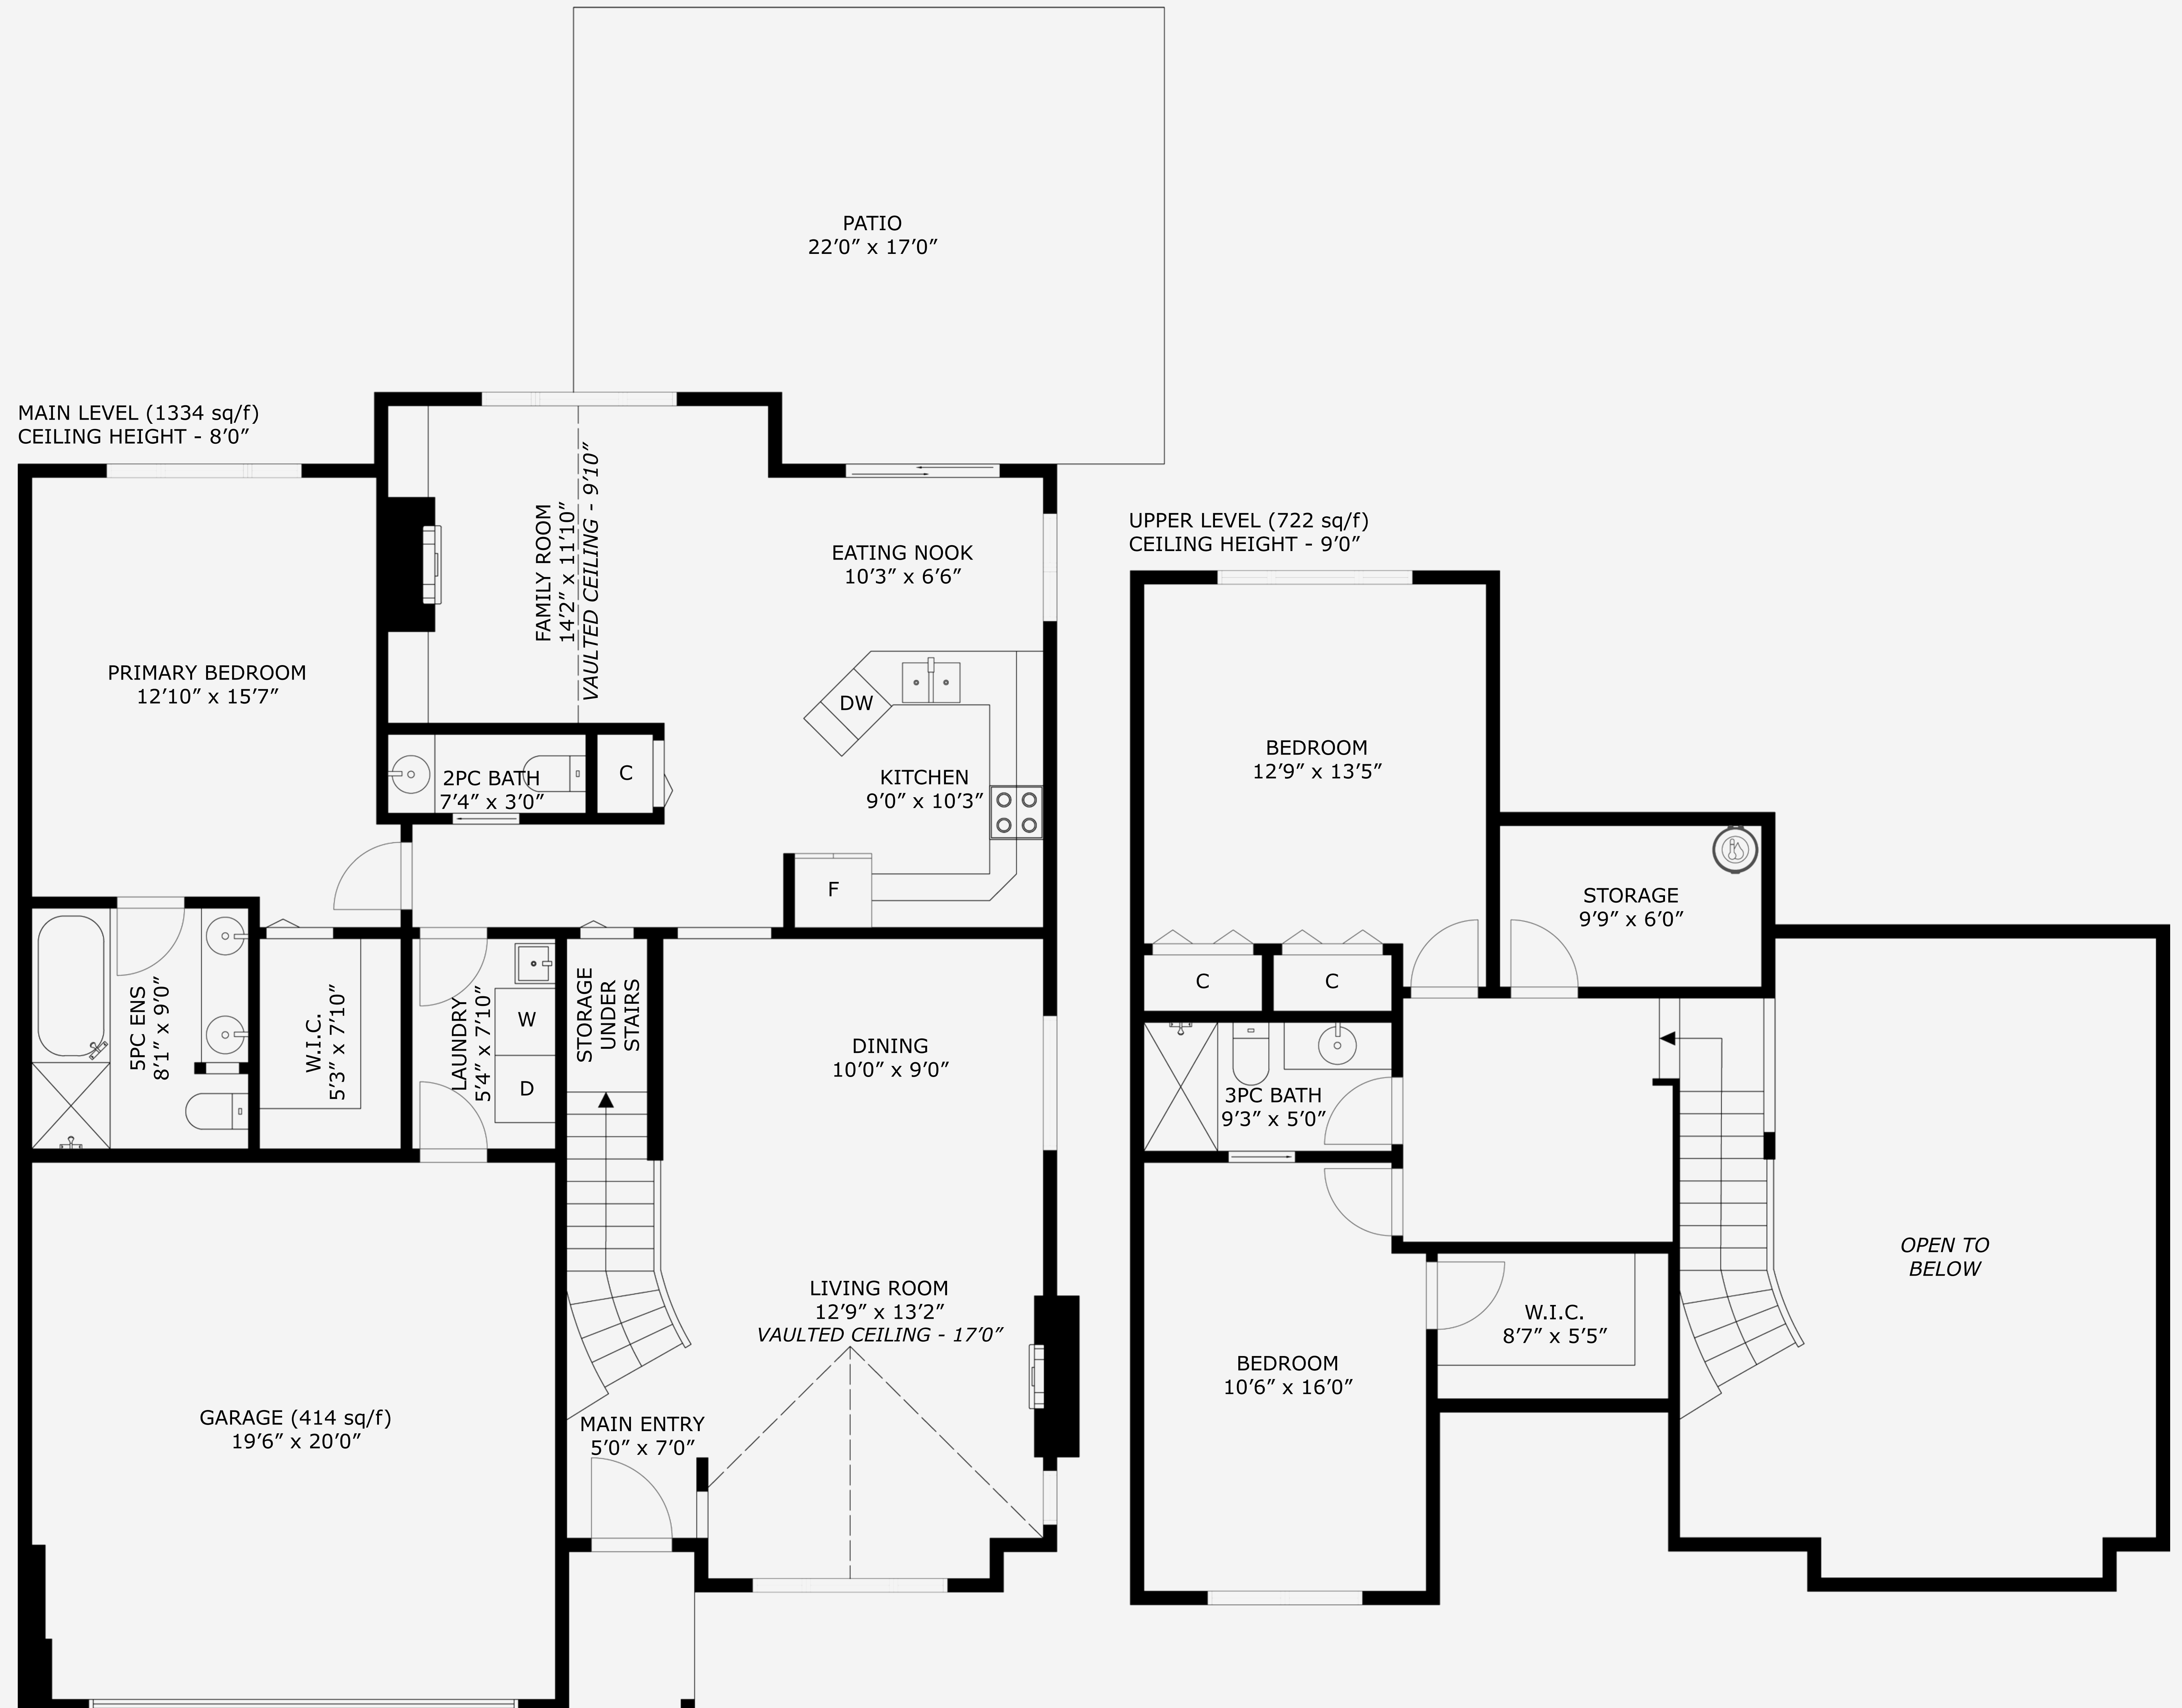 PATIO
22’0” x 17’0”
MAIN LEVEL (1334 sq/f)
CEILING HEIGHT - 8’0”
FAMILY ROOM
14’2” x 11’10”
VAULTED CEILING - 9’10”
EATING NOOK
10’3” x 6’6”
PRIMARY BEDROOM
12’10” x 15’7”
DW
2PC BATH
7’4” x 3’0”
C
KITCHEN
9’0” x 10’3”
F
5PC ENS
8’1” x 9’0”
W.I.C.
5’3” x 7’10”
LAUNDRY
5’4” x 7’10”
W
D
STORAGE
UNDER
STAIRS
DINING
10’0” x 9’0”
LIVING ROOM
12’9” x 13’2”
VAULTED CEILING - 17’0”
MAIN ENTRY
5’0” x 7’0”
GARAGE (414 sq/f)
19’6” x 20’0”
UPPER LEVEL (722 sq/f)
CEILING HEIGHT - 9’0”
BEDROOM
12’9” x 13’5”
STORAGE
9’9” x 6’0”
C
C
3PC BATH
9’3” x 5’0”
OPEN TO
BELOW
W.I.C.
8’7” x 5’5”
BEDROOM
10’6” x 16’0”